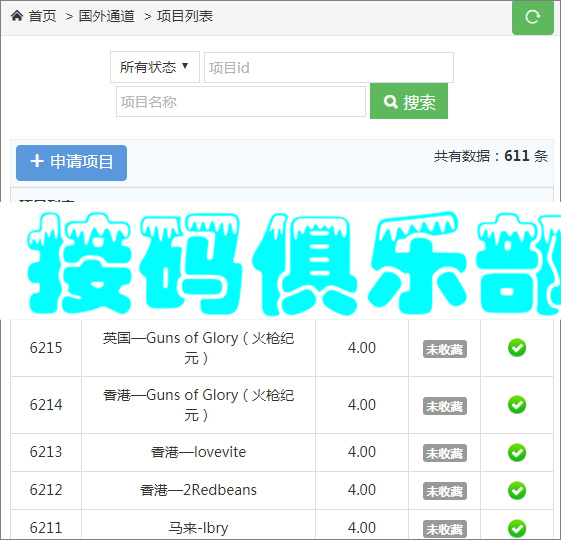 首页 > 国外通道 > 项目列表
所有状态 ▼ 项目id
项目名称 搜索
申请项目 共有数据：611 条
项目列表
接码俱乐部
6215 英国—Guns of Glory（火枪纪元） 4.00 未收藏
6214 香港—Guns of Glory（火枪纪元） 4.00 未收藏
6213 香港—lovevite 4.00 未收藏
6212 香港—2Redbeans 4.00 未收藏
6211 马来-lbry 4.00 未收藏